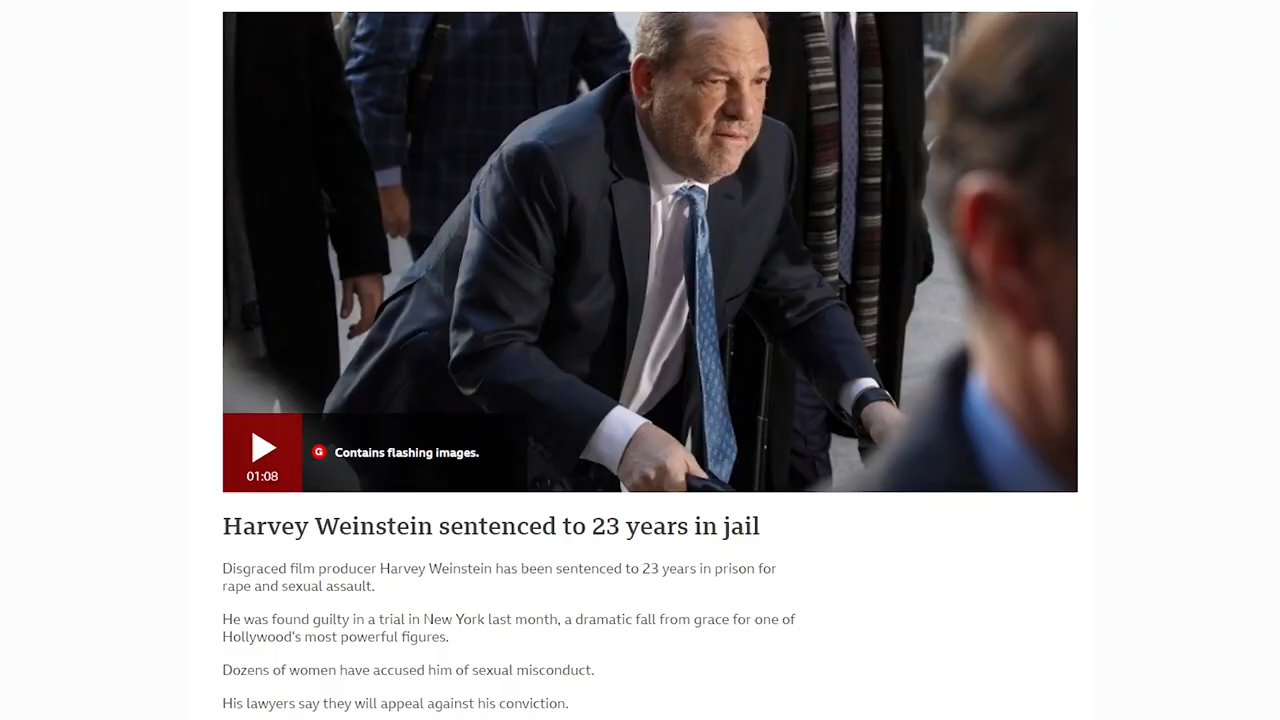 G Contains flashing images.
01:08
Harvey Weinstein sentenced to 23 years in jail
Disgraced film producer Harvey Weinstein has been sentenced to 23 years in prison for
rape and sexual assault.
He was found guilty in a trial in New York last month, a dramatic fall from grace for one of
Hollywood's most powerful figures.
Dozens of women have accused him of sexual misconduct.
His lawyers say they will appeal against his conviction.